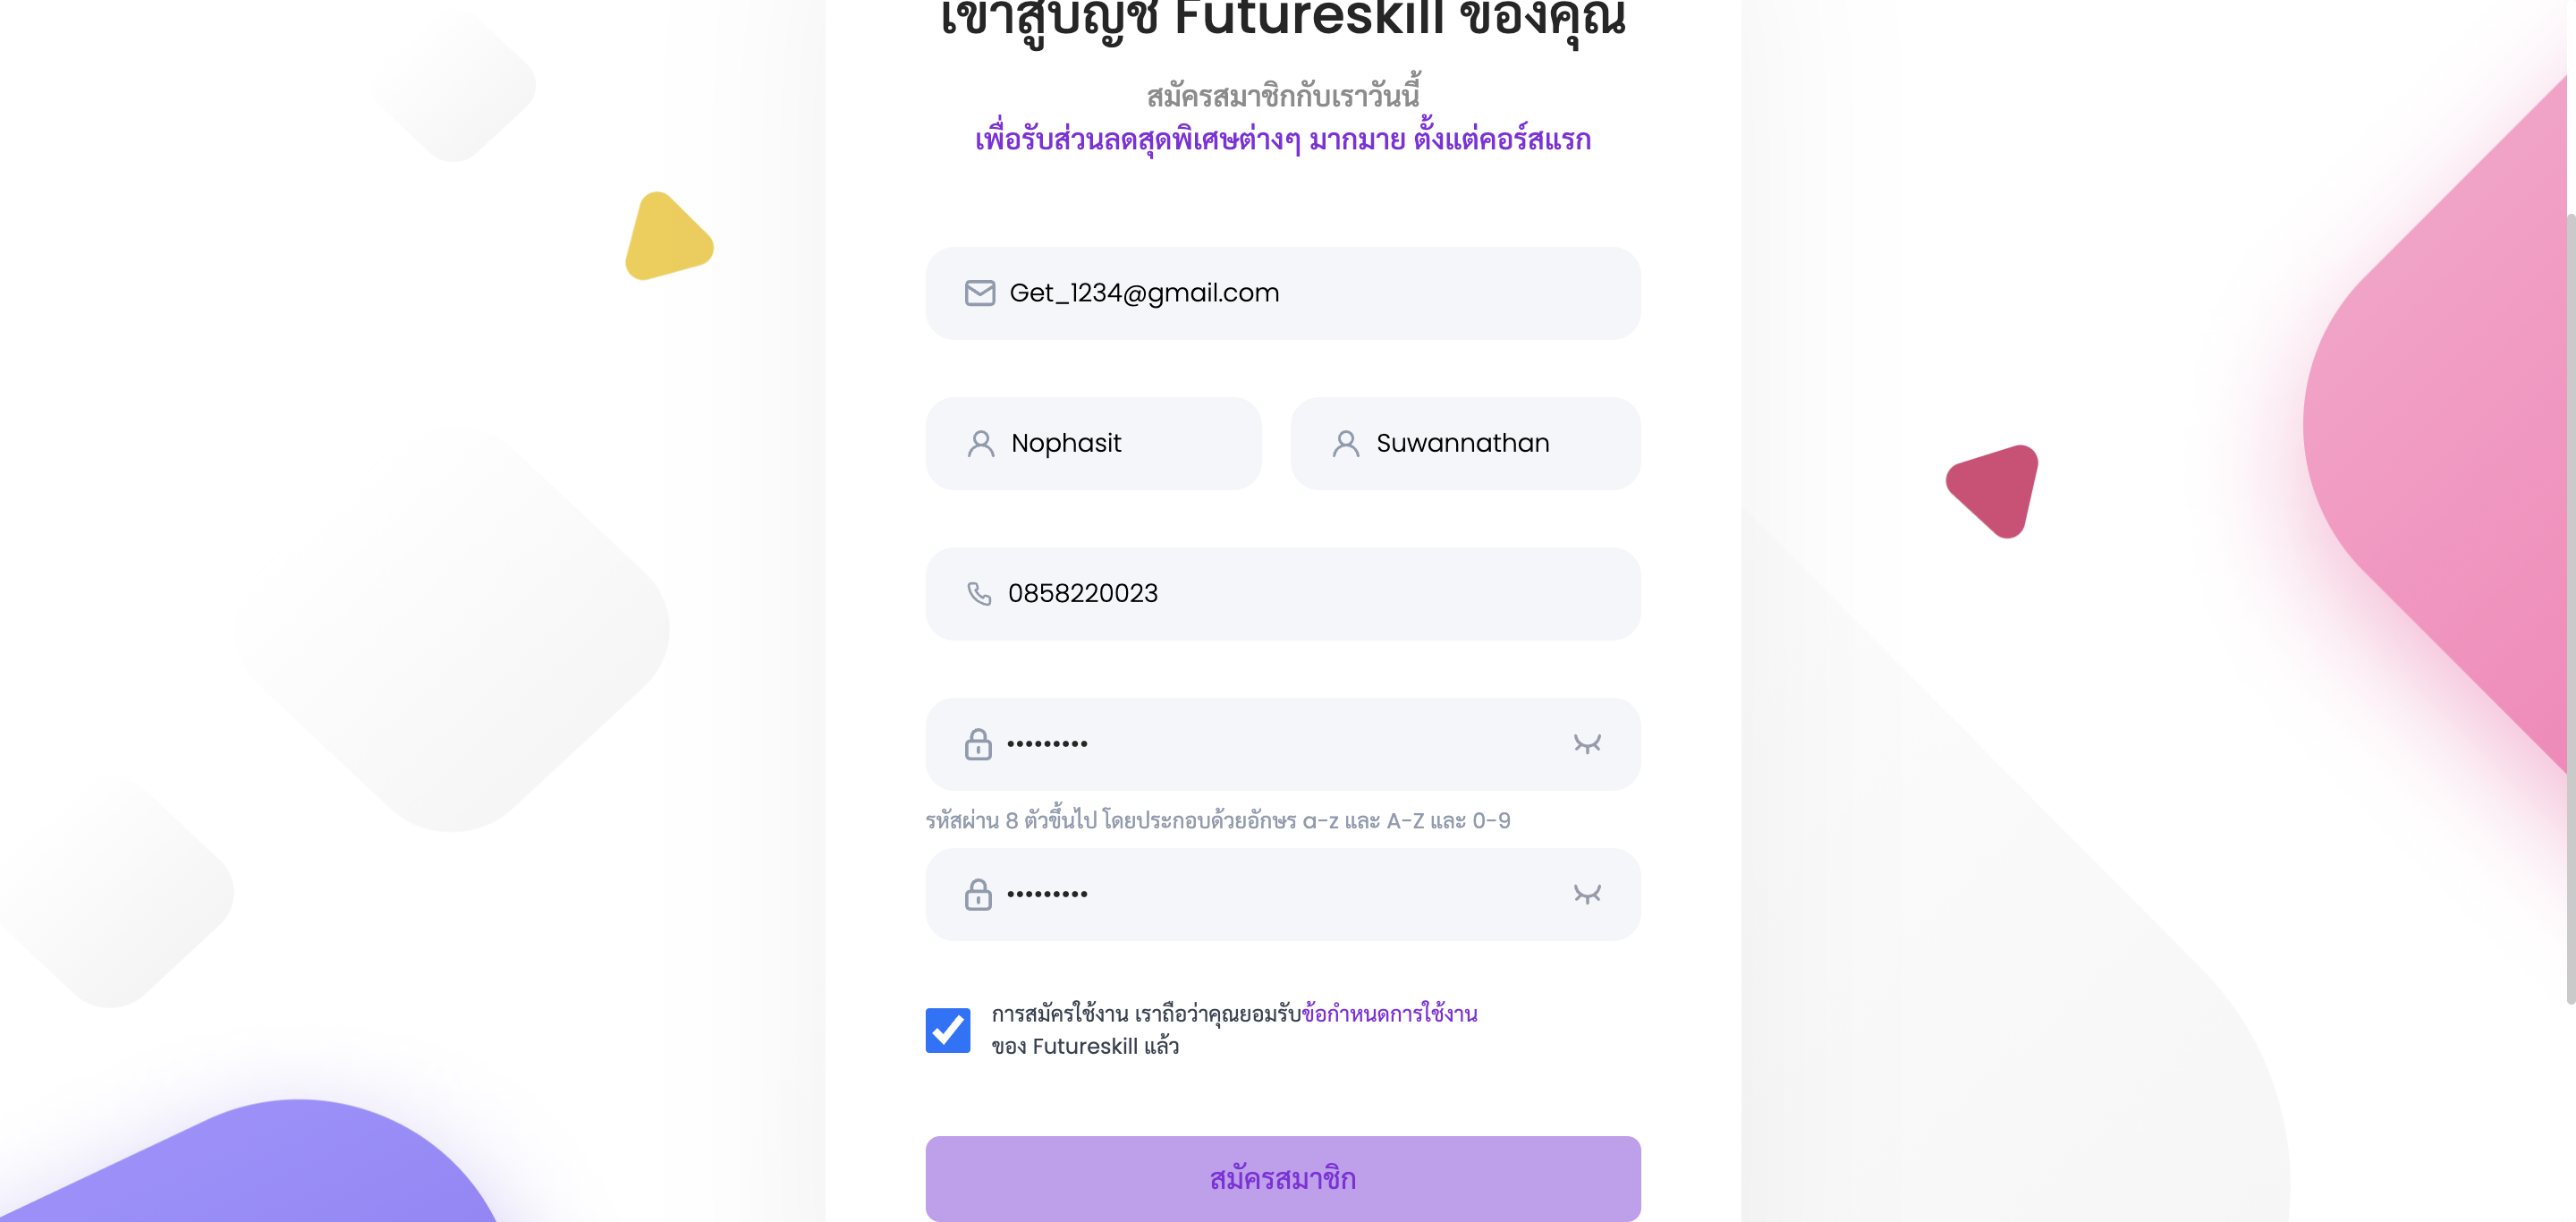 เข้าสู่บัญชี Futureskill ของคุณ
สมัครสมาชิกกับเราวันนี้
เพื่อรับส่วนลดสุดพิเศษต่างๆ มากมาย ตั้งแต่คอร์สแรก
Get_1234@gmail.com
Nophasit
Suwannathan
0858220023
•••••••••
รหัสผ่าน 8 ตัวขึ้นไป โดยประกอบด้วยอักษร a-z และ A-Z และ 0-9
•••••••••
การสมัครใช้งาน เราถือว่าคุณยอมรับข้อกำหนดการใช้งาน
ของ Futureskill แล้ว
สมัครสมาชิก